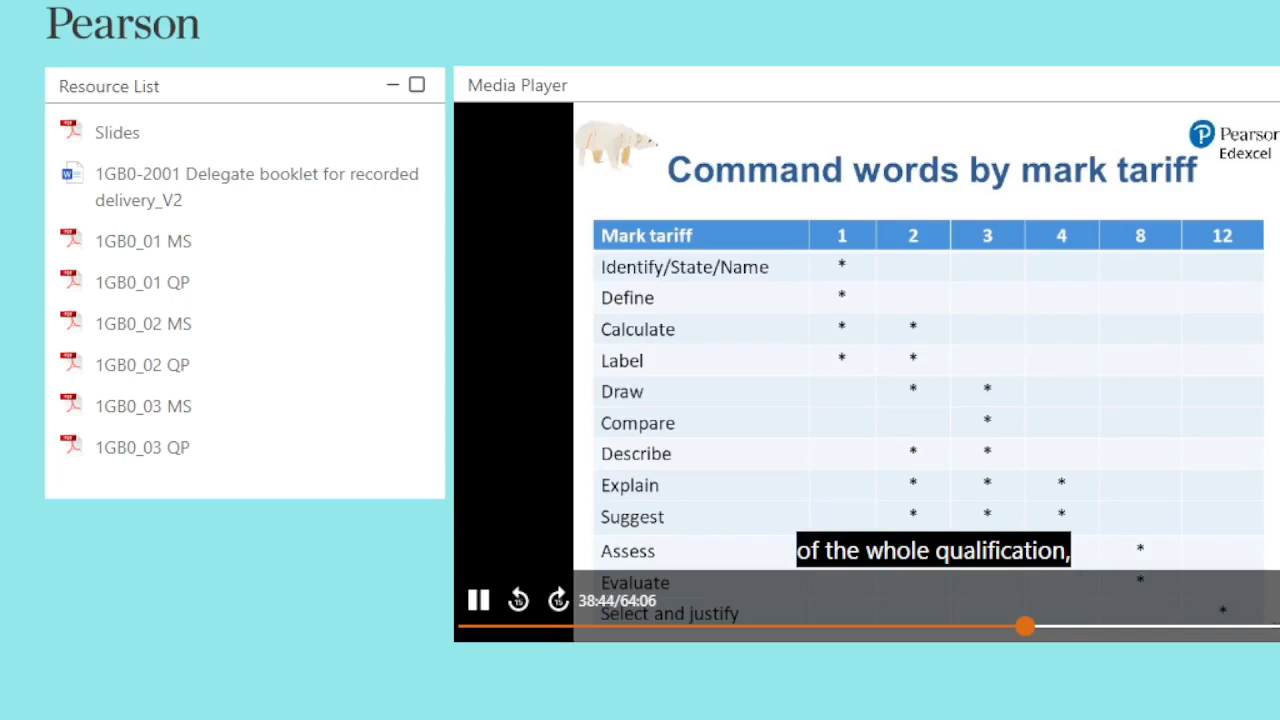 Pearson
Resource List
Slides
1GB0-2001 Delegate booklet for recorded
delivery_V2
1GB0_01 MS
1GB0_01 QP
1GB0_02 MS
1GB0_02 QP
1GB0_03 MS
1GB0_03 QP
Media Player
Pearson
Edexcel
Command words by mark tariff
Mark tariff 1 2 3 4 8 12
Identify/State/Name *
Define *
Calculate * *
Label * *
Draw * *
Compare *
Describe * *
Explain * * *
Suggest * * *
Assess *
of the whole qualification,
Evaluate *
38:44/64:06
Select and justify *